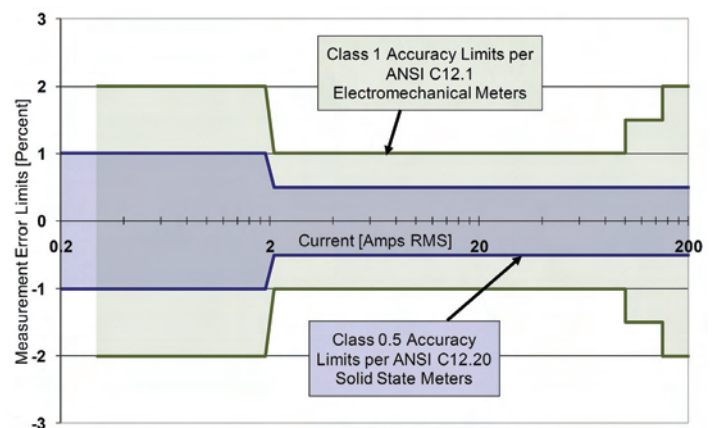 3
2
1
0
-1
-2
-3
Measurement Error Limits [Percent]
Class 1 Accuracy Limits per
ANSI C12.1
Electromechanical Meters
0.2
2
Current [Amps RMS]
20
200
Class 0.5 Accuracy
Limits per ANSI C12.20
Solid State Meters